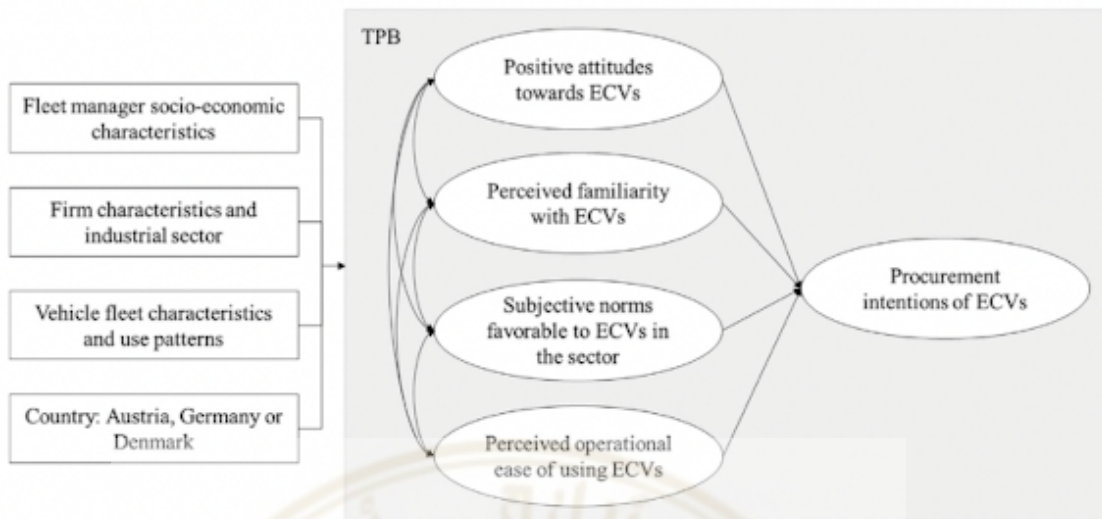 TPB
Fleet manager socio-economic
characteristics
Firm characteristics and
industrial sector
Vehicle fleet characteristics
and use patterns
Country: Austria, Germany or
Denmark
Positive attitudes
towards ECVs
Perceived familiarity
with ECVs
Subjective norms
favorable to ECVs in
the sector
Perceived operational
ease of using ECVs
Procurement
intentions of ECVs